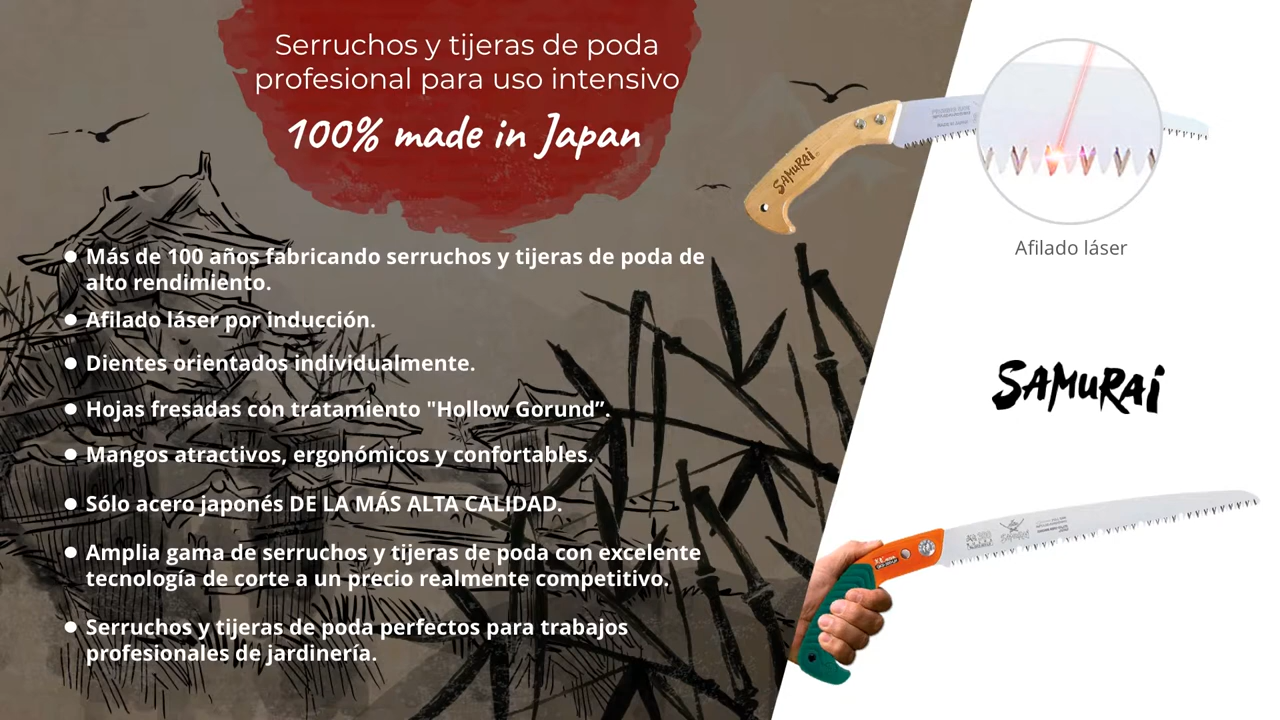 Serruchos y tijeras de poda
profesional para uso intensivo
100% made in Japan
● Más de 100 años fabricando serruchos y tijeras de poda de
alto rendimiento.
● Afilado láser por inducción.
● Dientes orientados individualmente.
● Hojas fresadas con tratamiento "Hollow Gorund”.
● Mangos atractivos, ergonómicos y confortables.
● Sólo acero japonés DE LA MÁS ALTA CALIDAD.
● Amplia gama de serruchos y tijeras de poda con excelente
tecnología de corte a un precio realmente competitivo.
● Serruchos y tijeras de poda perfectos para trabajos
profesionales de jardinería.
SAMURAI
Afilado láser
SAMURAI
SAMURAI